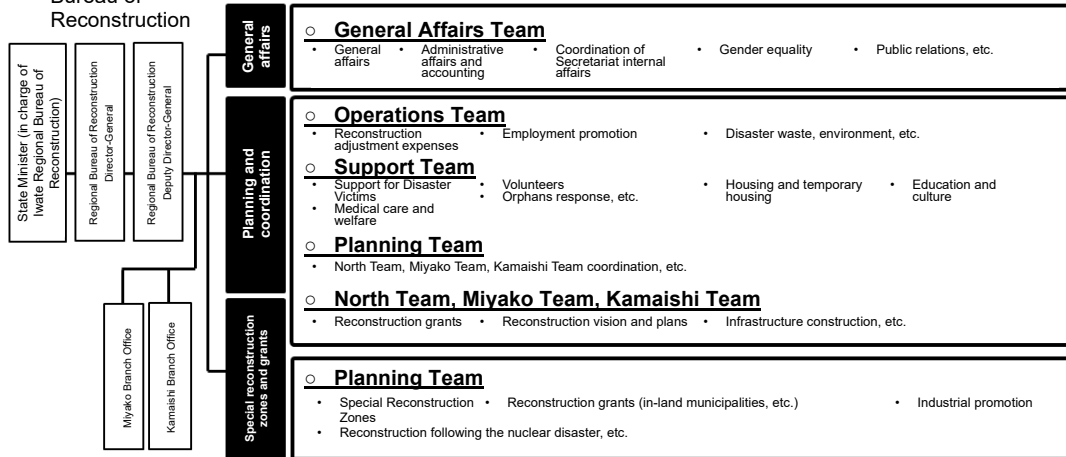 Bureau of
Reconstruction
State Minister (in charge of
Iwate Regional Bureau of
Reconstruction)
Regional Bureau of Reconstruction
Director-General
Regional Bureau of Reconstruction
Deputy Director-General
Miyako Branch Office
Kamaishi Branch Office
General
affairs
○ General Affairs Team
• General
affairs
• Administrative
affairs and
accounting
• Coordination of
Secretariat internal
affairs
• Gender equality
• Public relations, etc.
Planning and
coordination
○ Operations Team
• Reconstruction
adjustment expenses
• Employment promotion
• Disaster waste, environment, etc.
○ Support Team
• Support for Disaster
Victims
• Medical care and
welfare
• Volunteers
• Orphans response, etc.
• Housing and temporary
housing
• Education and
culture
○ Planning Team
• North Team, Miyako Team, Kamaishi Team coordination, etc.
○ North Team, Miyako Team, Kamaishi Team
• Reconstruction grants
• Reconstruction vision and plans
• Infrastructure construction, etc.
Special reconstruction
zones and grants
○ Planning Team
• Special Reconstruction
Zones
• Reconstruction grants (in-land municipalities, etc.)
• Industrial promotion
• Reconstruction following the nuclear disaster, etc.